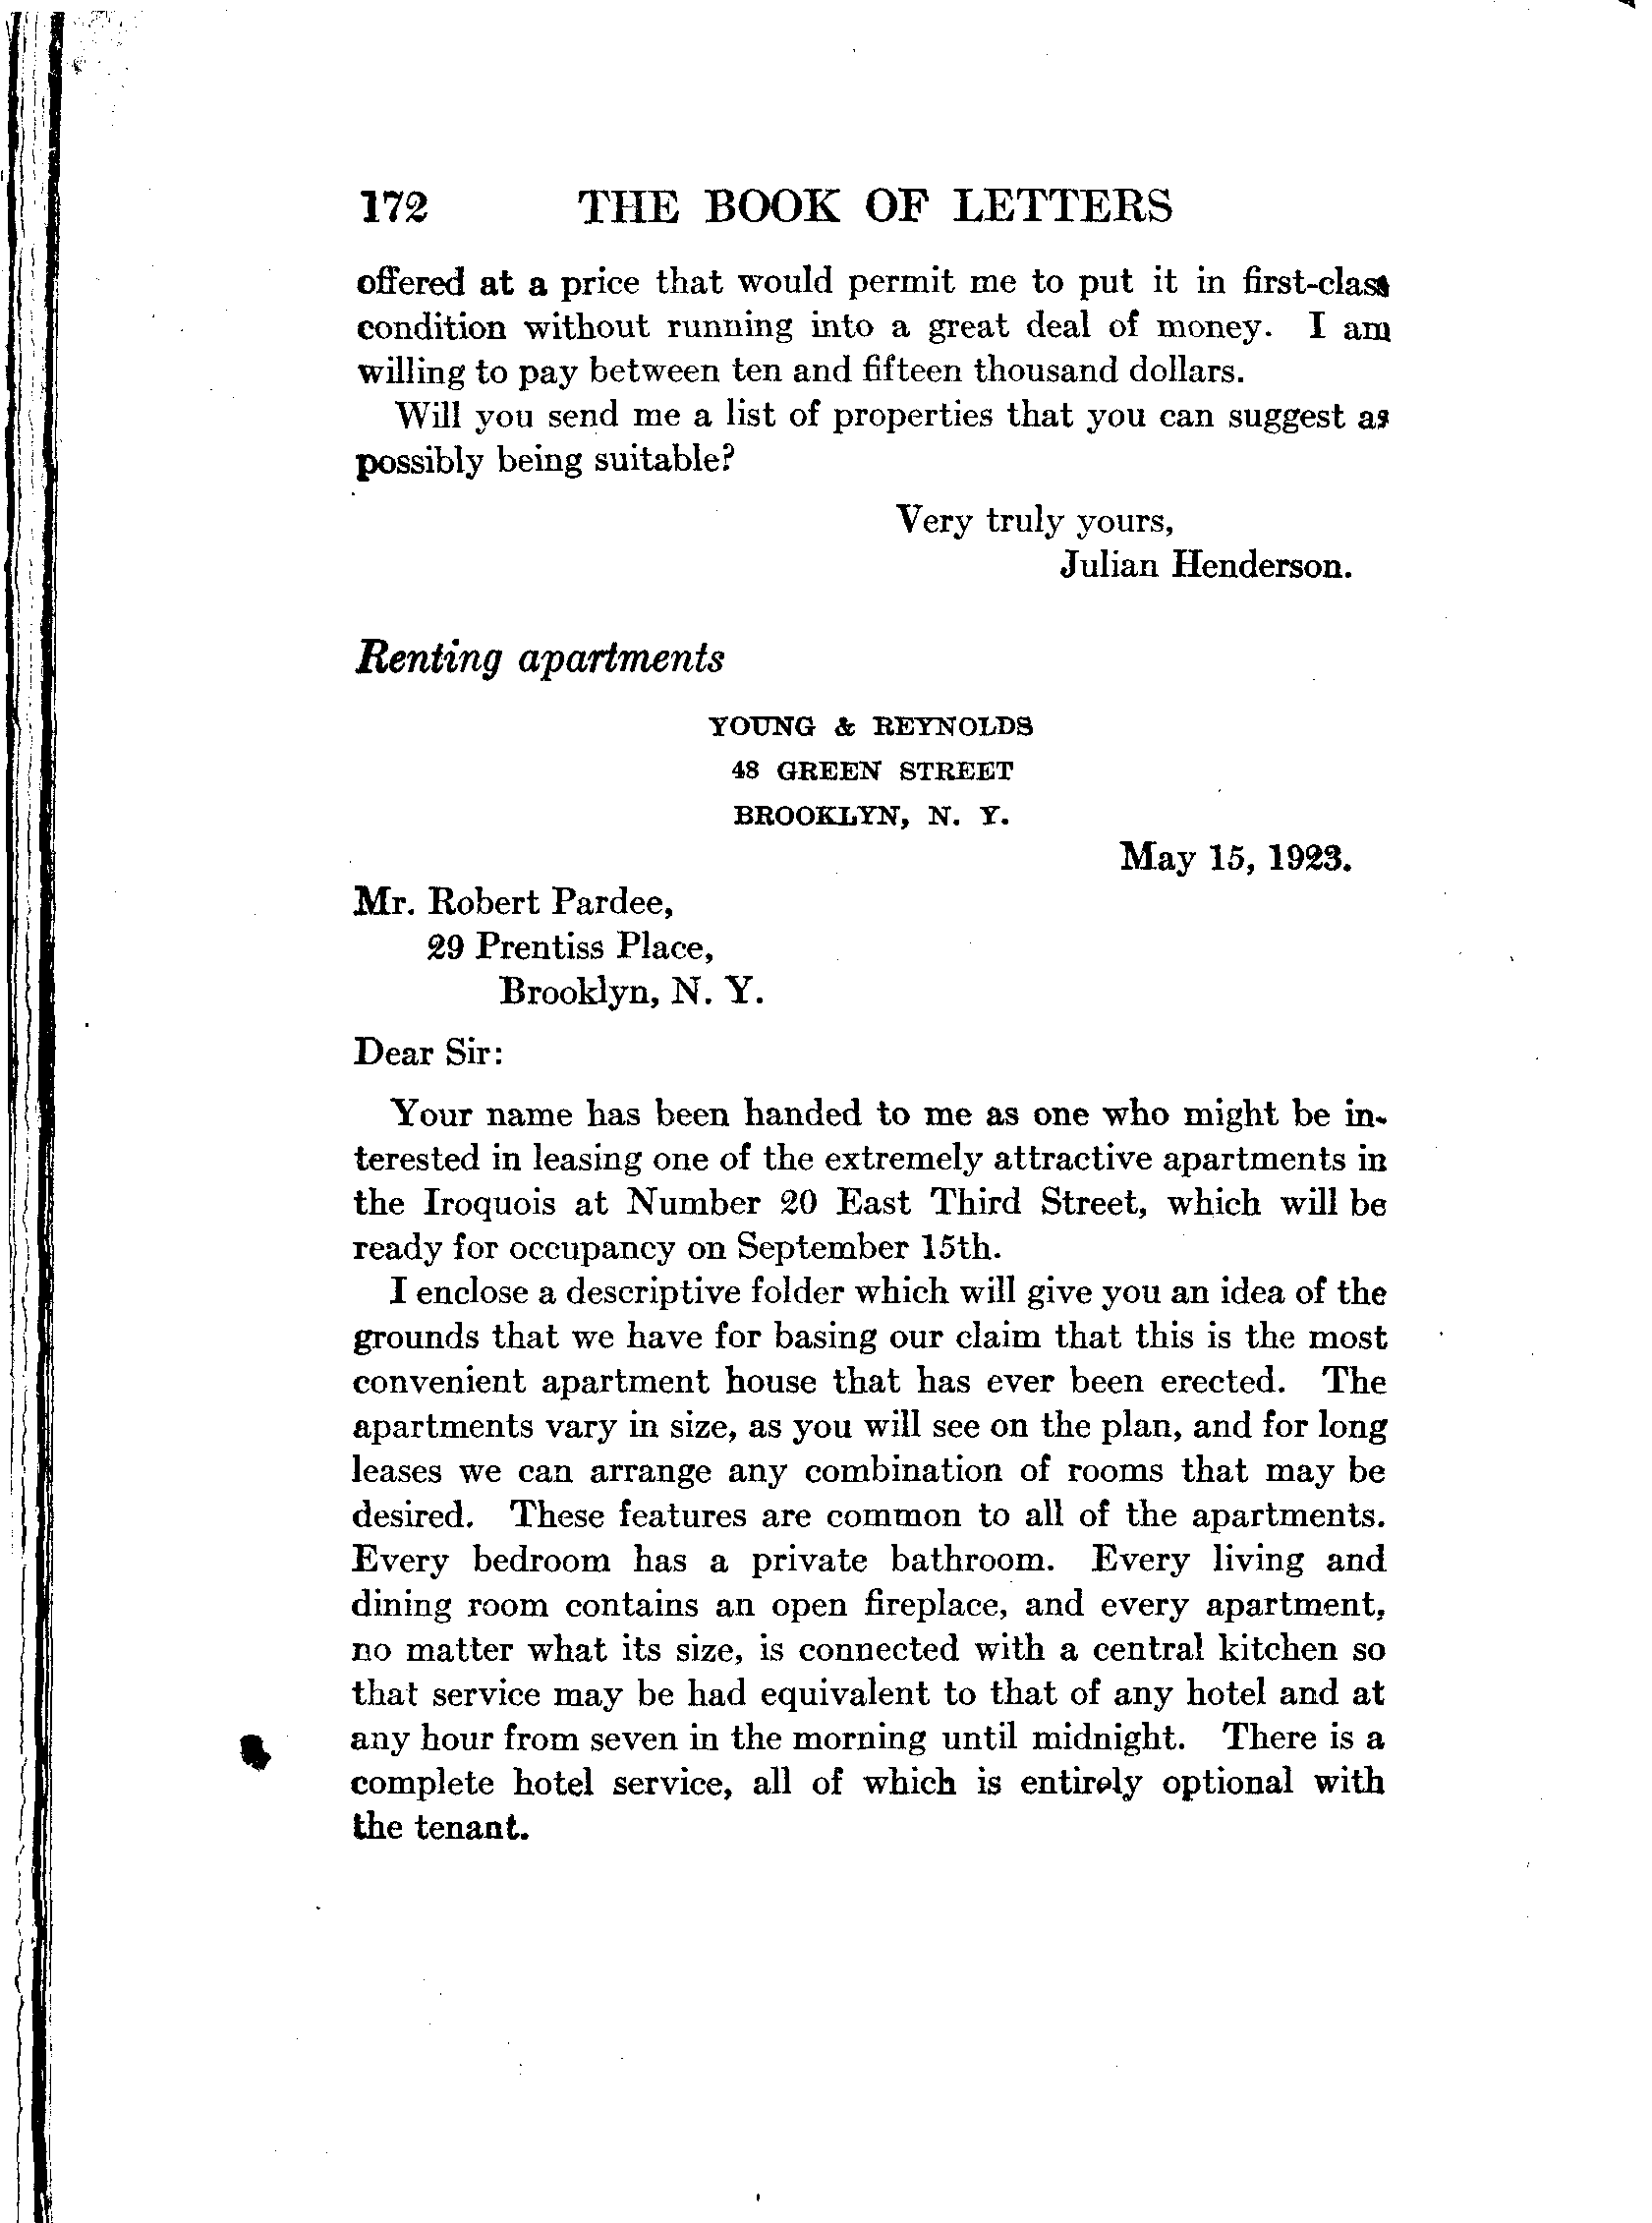 172 THE BOOK OF LETTERS
offered at a price that would permit me to put it in first-class
condition without running into a great deal of money. I am
willing to pay between ten and fifteen thousand dollars.
Will you send me a list of properties that you can suggest as
possibly being suitable?
Very truly yours,
Julian Henderson.
Renting apartments
YOUNG & REYNOLDS
48 GREEN STREET
BROOKLYN, N. Y.
May 15, 1923.
Mr. Robert Pardee,
29 Prentiss Place,
Brooklyn, N. Y.
Dear Sir:
Your name has been handed to me as one who might be in-
terested in leasing one of the extremely attractive apartments in
the Iroquois at Number 20 East Third Street, which will be
ready for occupancy on September 15th.
I enclose a descriptive folder which will give you an idea of the
grounds that we have for basing our claim that this is the most
convenient apartment house that has ever been erected. The
apartments vary in size, as you will see on the plan, and for long
leases we can arrange any combination of rooms that may be
desired. These features are common to all of the apartments.
Every bedroom has a private bathroom. Every living and
dining room contains an open fireplace, and every apartment,
no matter what its size, is connected with a central kitchen so
that service may be had equivalent to that of any hotel and at
any hour from seven in the morning until midnight. There is a
complete hotel service, all of which is entirely optional with
the tenant.